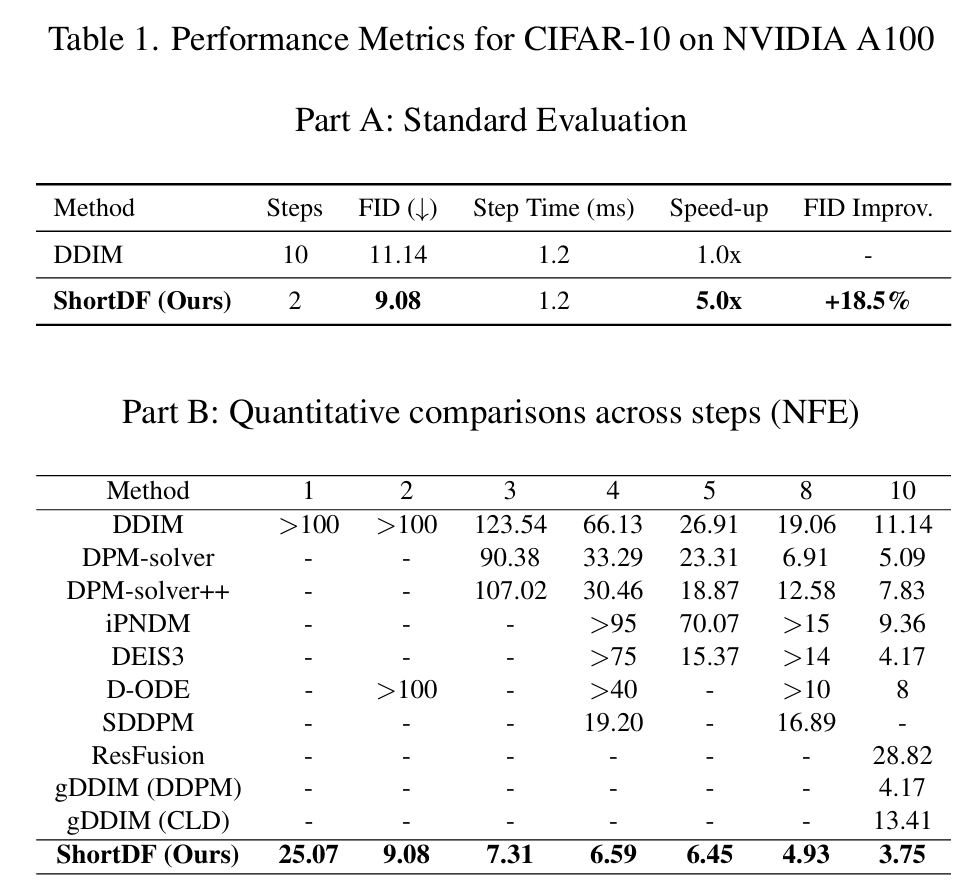 Table 1. Performance Metrics for CIFAR-10 on NVIDIA A100
Part A: Standard Evaluation
Method Steps FID (↓) Step Time (ms) Speed-up FID Improv.
DDIM 10 11.14 1.2 1.0x -
ShortDF (Ours) 2 9.08 1.2 5.0x +18.5%
Part B: Quantitative comparisons across steps (NFE)
Method 1 2 3 4 5 8 10
DDIM >100 >100 123.54 66.13 26.91 19.06 11.14
DPM-solver - - 90.38 33.29 23.31 6.91 5.09
DPM-solver++ - - 107.02 30.46 18.87 12.58 7.83
iPNDM - - - >95 70.07 >15 9.36
DEIS3 - - - >75 15.37 >14 4.17
D-ODE - >100 - >40 - >10 8
SDDPM - - - 19.20 - 16.89 -
ResFusion - - - - - - 28.82
gDDIM (DDPM) - - - - - - 4.17
gDDIM (CLD) - - - - - - 13.41
ShortDF (Ours) 25.07 9.08 7.31 6.59 6.45 4.93 3.75